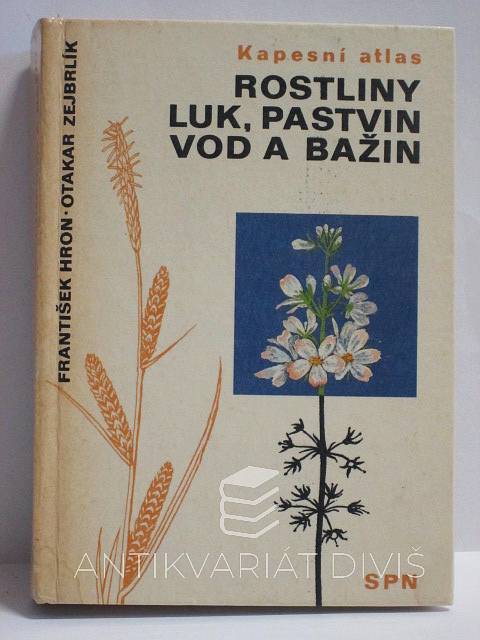 Kapesní atlas
ROSTLINY
LUK, PASTVIN
VOD A BAŽIN
FRANTIŠEK HRON · OTAKAR ZEJBRLÍK
ANTIKVARIÁT DIVIŠ
SPN